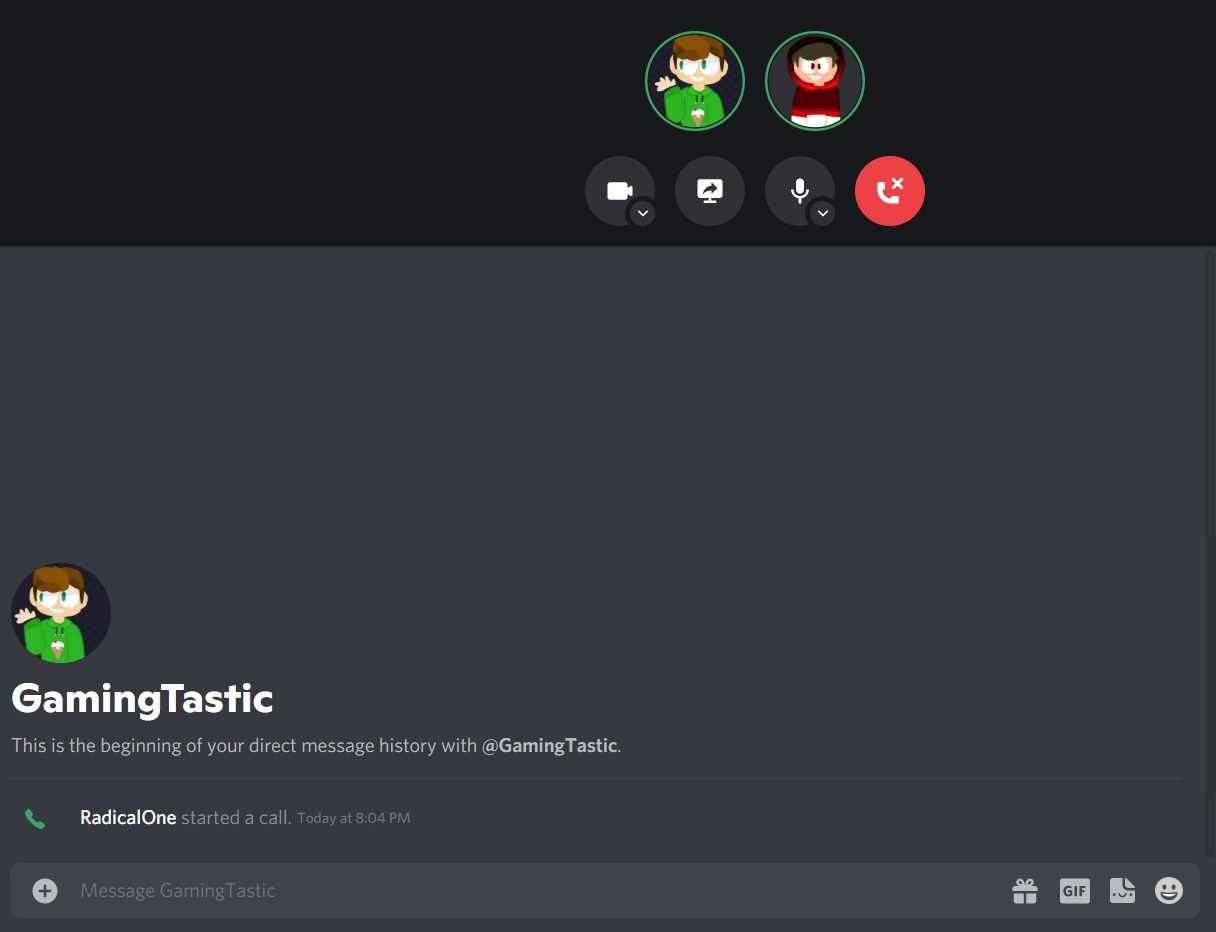 GamingTastic
This is the beginning of your direct message history with @GamingTastic.
RadicalOne started a call. Today at 8:04 PM
Message GamingTastic
GIF